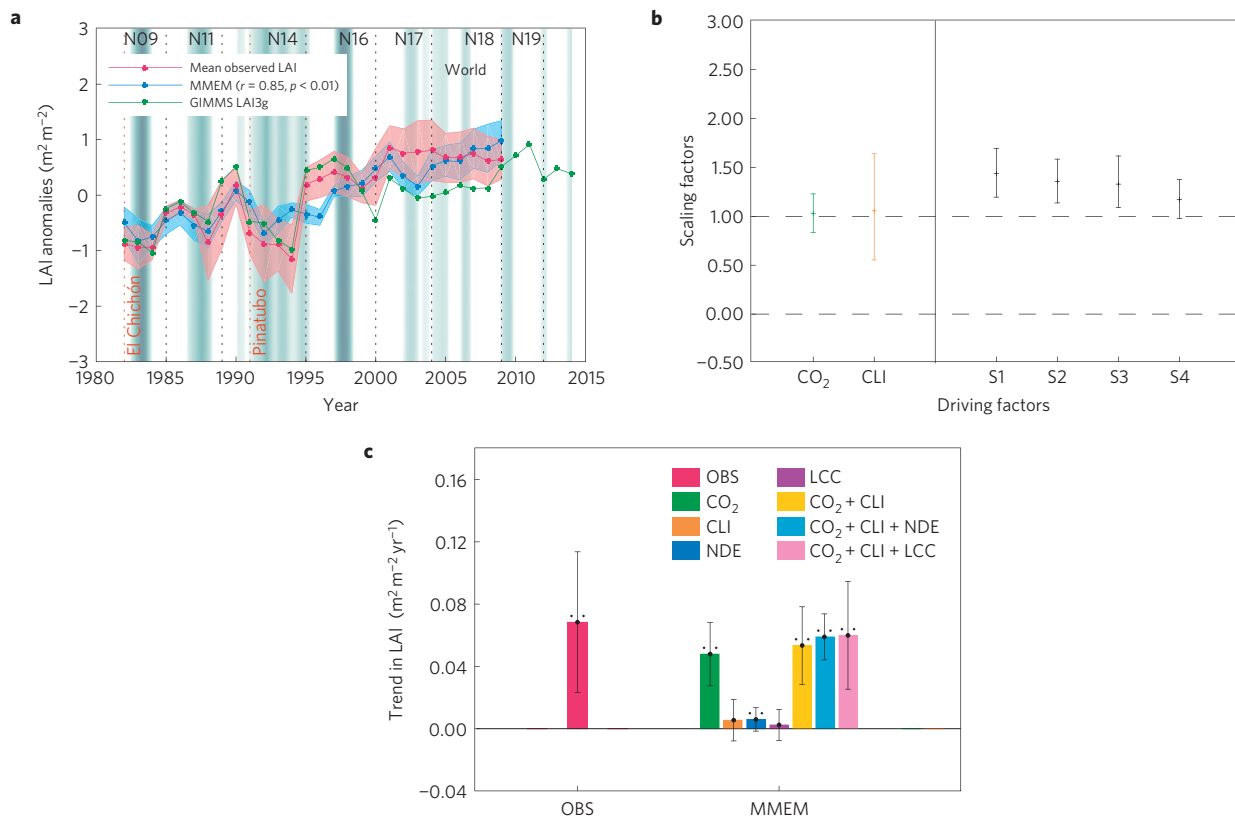 a
N09 N11 N14 N16 N17 N18 N19
World
Mean observed LAI
MMEM (r = 0.85, p < 0.01)
GIMMS LAI3g
El Chichón
Pinatubo
LAI anomalies (m² m⁻²)
3
2
1
0
−1
−2
−3
1980 1985 1990 1995 2000 2005 2010 2015
Year
b
Scaling factors
3.00
2.50
2.00
1.50
1.00
0.50
0.00
−0.50
CO₂ CLI S1 S2 S3 S4
Driving factors
c
Trend in LAI (m² m⁻² yr⁻¹)
0.16
0.12
0.08
0.04
0.00
−0.04
OBS
CO₂
CLI
NDE
LCC
CO₂ + CLI
CO₂ + CLI + NDE
CO₂ + CLI + LCC
OBS MMEM